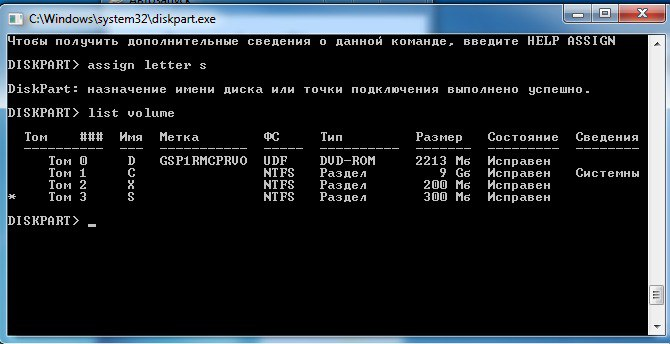 C:\Windows\system32\diskpart.exe
Чтобы получить дополнительные сведения о данной команде, введите HELP ASSIGN
DISKPART> assign letter s
DiskPart: назначение имени диска или точки подключения выполнено успешно.
DISKPART> list volume
Том ### Имя Метка ФС Тип Размер Состояние Сведения
Том 0 D GSP1RMCPRVO UDF DVD-ROM 2213 Мб Исправен
Том 1 C NTFS Раздел 9 Gб Исправен Системны
Том 2 X NTFS Раздел 200 Мб Исправен
* Том 3 S NTFS Раздел 300 Мб Исправен
DISKPART> _